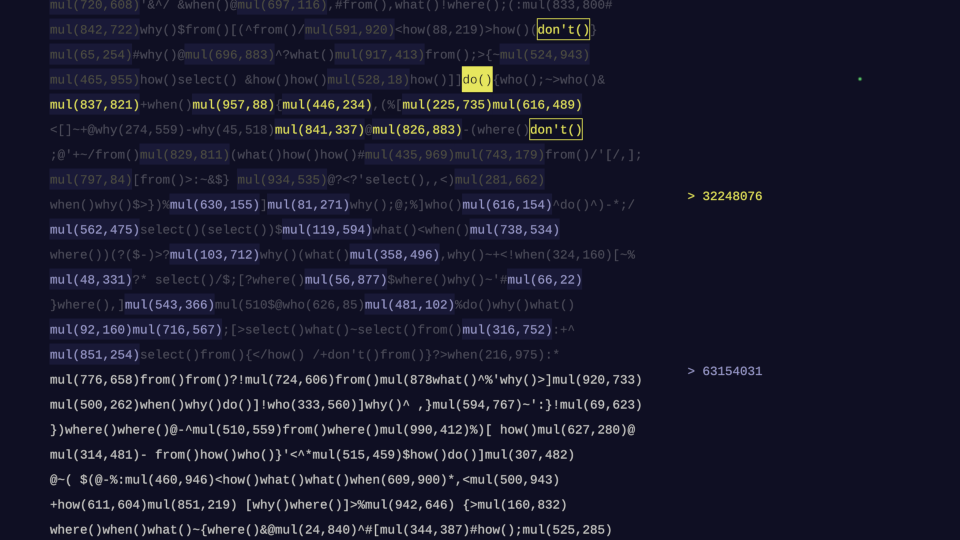 mul(720,608)'&^/ &when()@mul(697,116),#from(),what()!where();(:mul(833,800#
mul(842,722)why()$from()[(^from()/mul(591,920)<how(88,219)>how()(don't()}
mul(65,254)#why()@mul(696,883)^?what()mul(917,413)from();>{~mul(524,943)
mul(465,955)how()select() &how()how()mul(528,18)how()]]do(){who();~>who()&
mul(837,821)+when()mul(957,88){mul(446,234),(%[mul(225,735)mul(616,489)
<[]~+@why(274,559)-why(45,518)mul(841,337)@mul(826,883)-(where()don't()
;@'+~/from()mul(829,811)(what()how()how()#mul(435,969)mul(743,179)from()/'[/,];
mul(797,84)[from()>:~&$} mul(934,535)@?<?'select(),,<)mul(281,662)
> 32248076
when()why()$>})%mul(630,155)]mul(81,271)why();@;%]who()mul(616,154)^do()^)-*;/
mul(562,475)select()(select())$mul(119,594)what()<when()mul(738,534)
where())(?($-)>?mul(103,712)why()(what()mul(358,496),why()~+<!when(324,160)[~%
mul(48,331)?* select()/$;[?where()mul(56,877)$where()why()~'#mul(66,22)
}where(),]mul(543,366)mul(510$@who(626,85)mul(481,102)%do()why()what()
mul(92,160)mul(716,567);[>select()what()~select()from()mul(316,752):+^
mul(851,254)select()from(){</how() /+don't()from()}?>when(216,975):*
> 63154031
mul(776,658)from()from()?!mul(724,606)from()mul(878what()^%'why()>]mul(920,733)
mul(500,262)when()why()do()]!who(333,560)]why()^ ,}mul(594,767)~':}!mul(69,623)
})where()where()@-^mul(510,559)from()where()mul(990,412)%)[ how()mul(627,280)@
mul(314,481)- from()how()who()}'<^*mul(515,459)$how()do()]mul(307,482)
@~( $(@-%:mul(460,946)<how()what()what()when(609,900)*,<mul(500,943)
+how(611,604)mul(851,219) [why()where()]>%mul(942,646) {>mul(160,832)
where()when()what()~{where()&@mul(24,840)^#[mul(344,387)#how();mul(525,285)